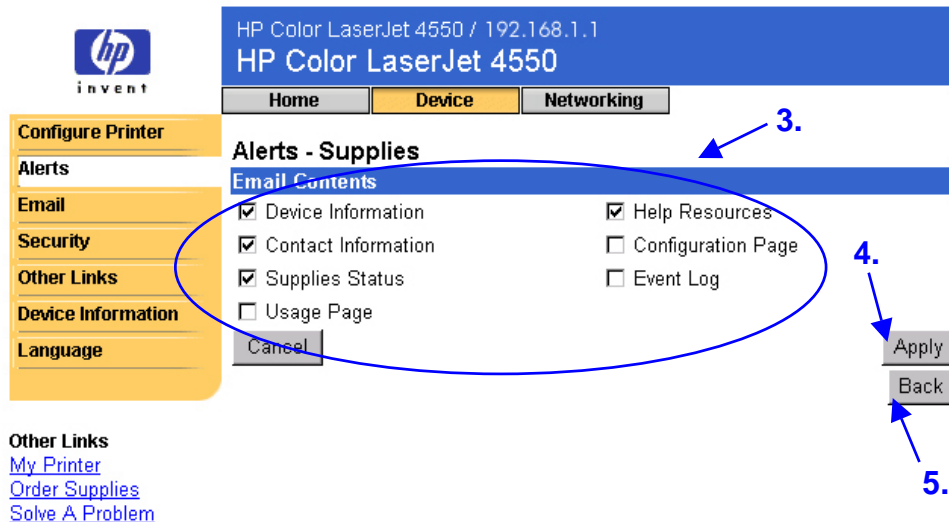 hp
invent
HP Color LaserJet 4550 / 192.168.1.1
HP Color LaserJet 4550
Home Device Networking
Configure Printer
Alerts
Email
Security
Other Links
Device Information
Language
Other Links
My Printer
Order Supplies
Solve A Problem
3.
Alerts - Supplies
Email Contents
Device Information Help Resources
Contact Information Configuration Page
Supplies Status Event Log
Usage Page
4.
Cancel Apply
Back
5.